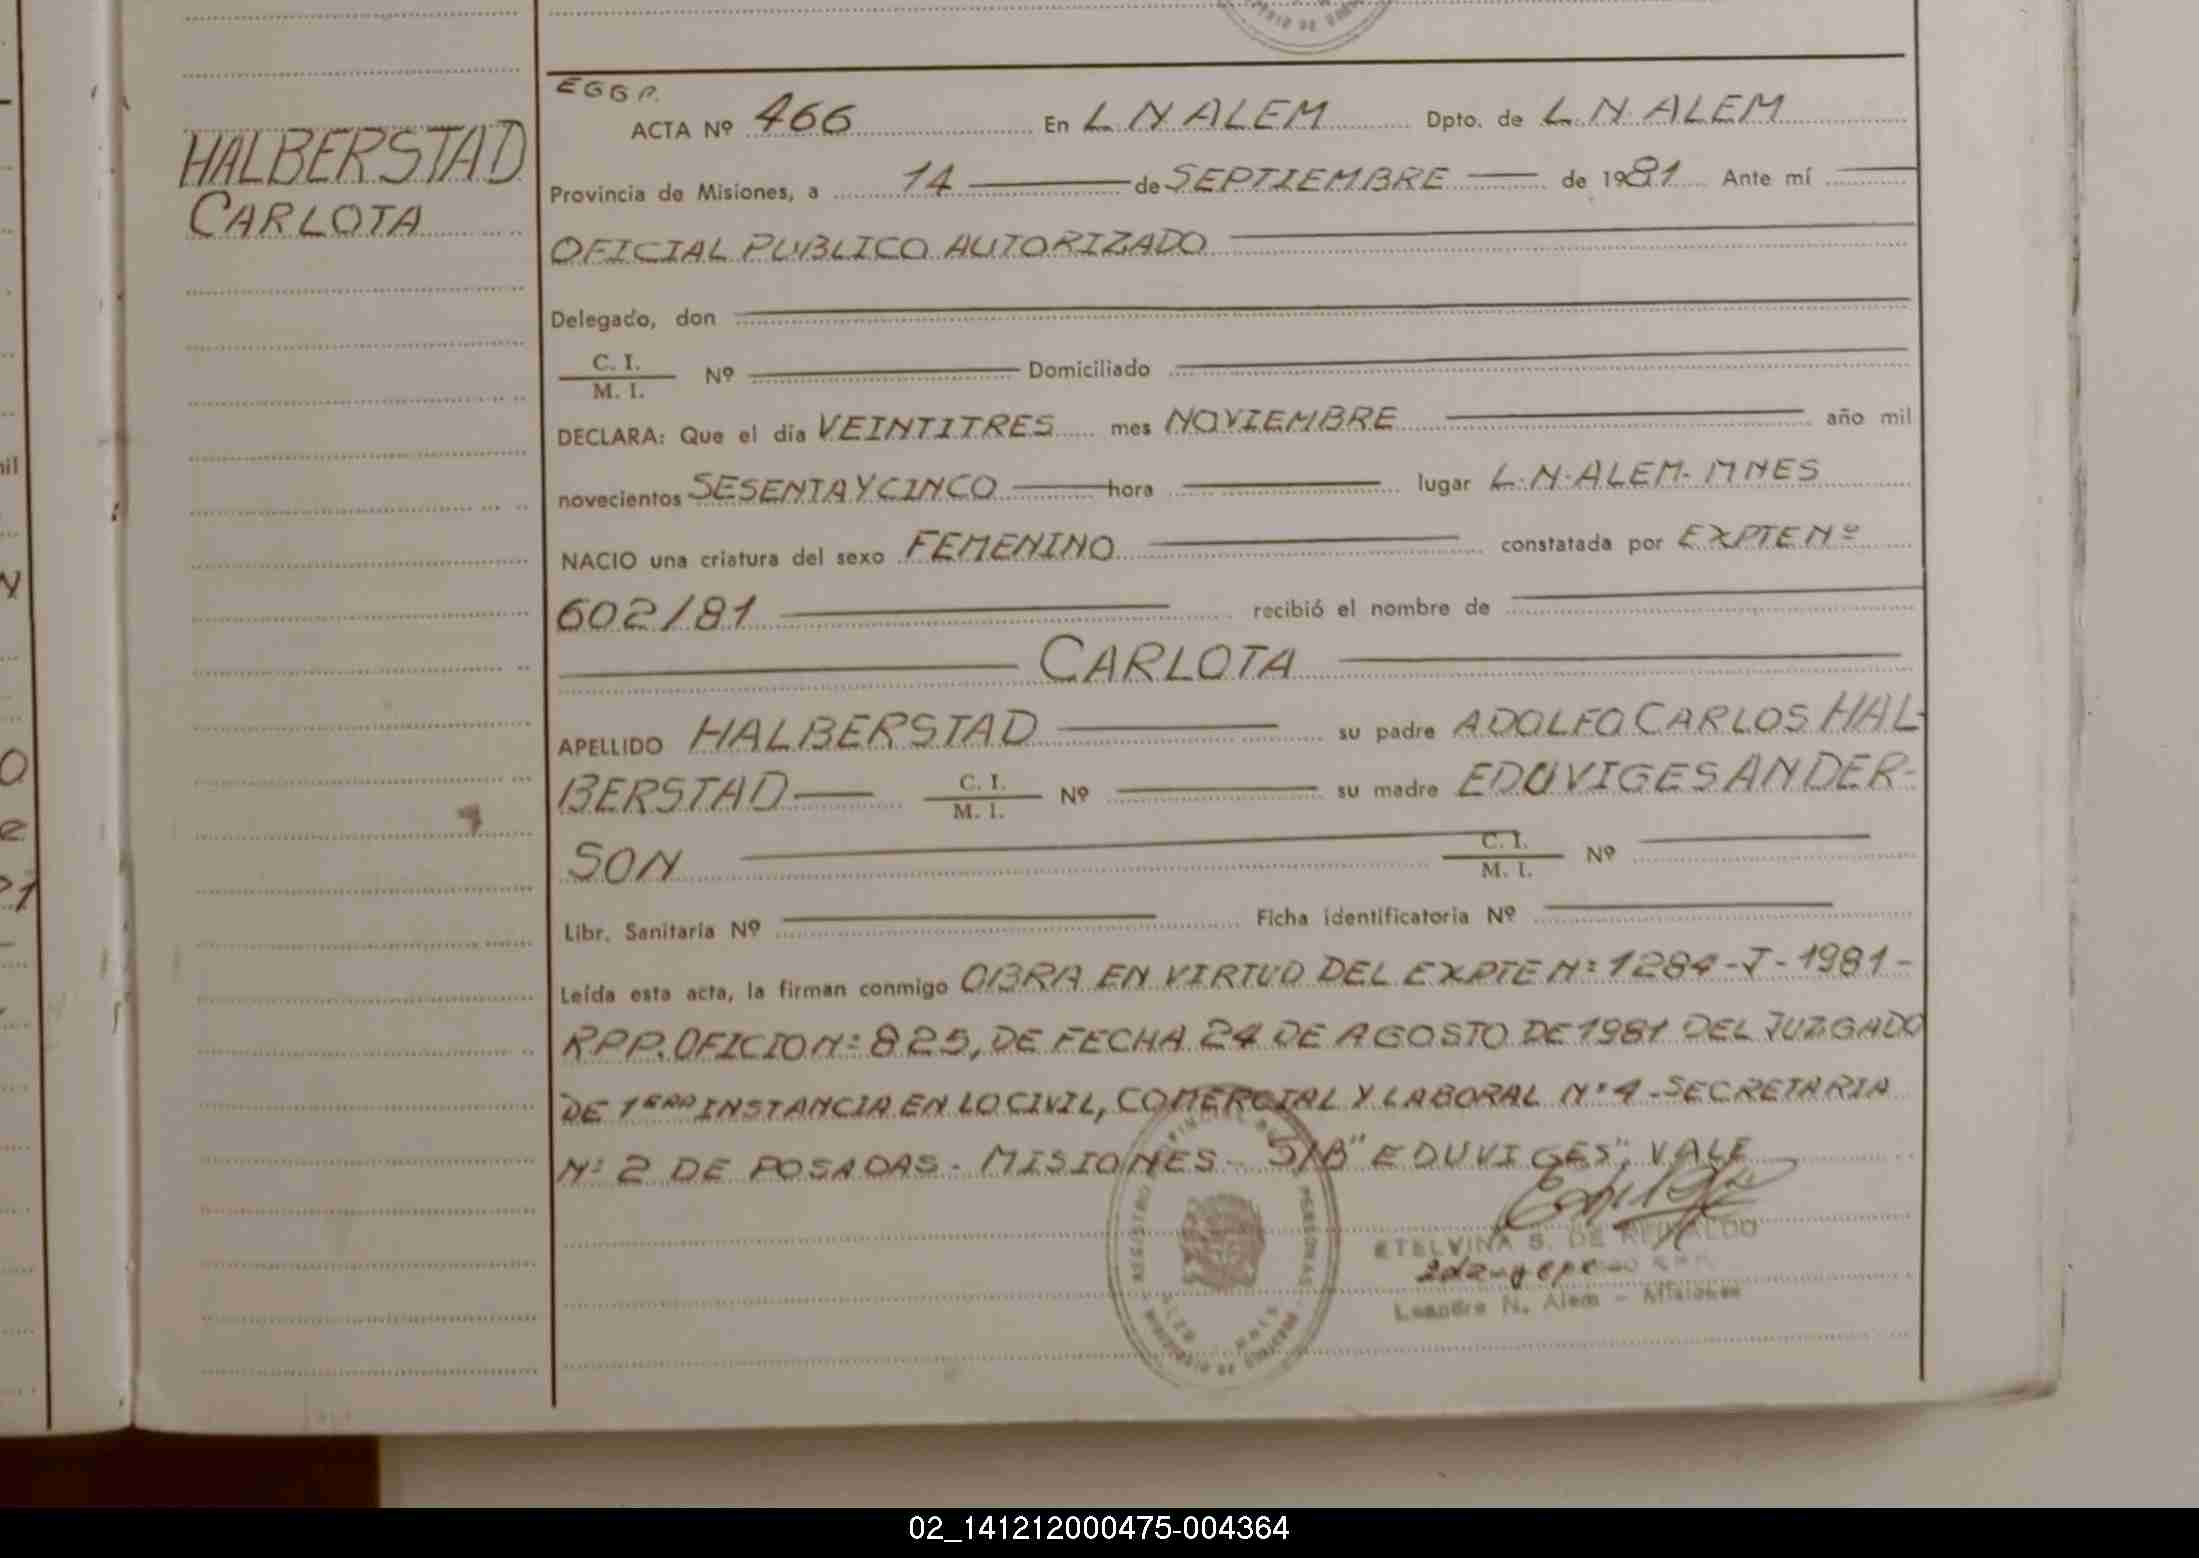 HALBERSTAD
CARLOTA
EGGP.
ACTA Nº 466 En L N ALEM Dpto. de L. N. ALEM
Provincia de Misiones, a 14 de SEPTIEMBRE de 1981 Ante mí
OFICIAL PUBLICO AUTORIZADO
Delegado, don
C. I.
M. I. Nº Domiciliado
DECLARA: Que el día VEINTITRES mes NOVIEMBRE año mil
novecientos SESENTA Y CINCO hora lugar L. N. ALEM - MNES
NACIO una criatura del sexo FEMENINO constatada por EXPTE Nº
602/81 recibió el nombre de
CARLOTA
APELLIDO HALBERSTAD su padre ADOLFO CARLOS HAL-
BERSTAD C. I. M. I. Nº su madre EDUVIGES ANDER-
SON C. I. M. I. Nº
Libr. Sanitaria Nº Ficha identificatoria Nº
Leída esta acta, la firman conmigo OBRA EN VIRTUD DEL EXPTE Nº 1284-J-1981-
RPP. OFICIO Nº 825, DE FECHA 24 DE AGOSTO DE 1981 DEL JUZGADO
DE 1ERA INSTANCIA EN LO CIVIL, COMERCIAL Y LABORAL Nº 4 - SECRETARIA
Nº 2 DE POSADAS - MISIONES - S/B "EDUVIGES"; VALE
ETELVINA S. DE REINALDO
Leandro N. Alem - Misiones
02_141212000475-004364